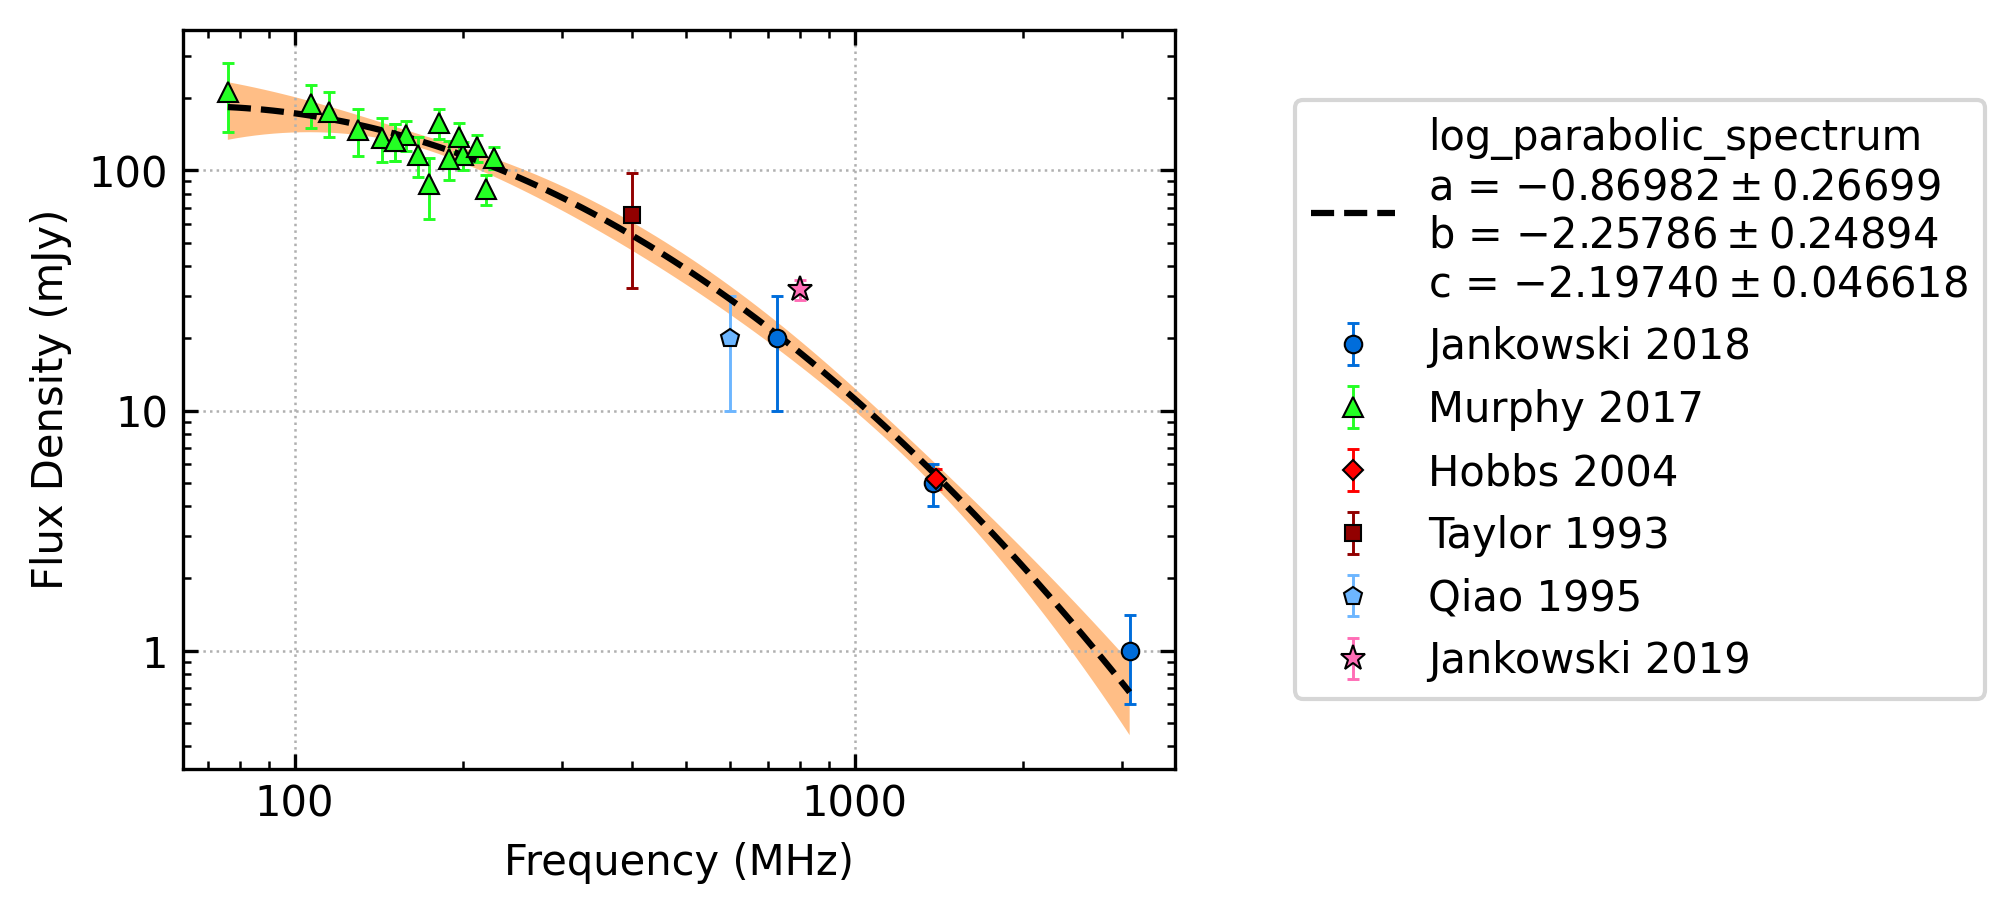 Flux Density (mJy)
100
10
1
100
1000
Frequency (MHz)
log_parabolic_spectrum
a = −0.86982 ± 0.26699
b = −2.25786 ± 0.24894
c = −2.19740 ± 0.046618
Jankowski 2018
Murphy 2017
Hobbs 2004
Taylor 1993
Qiao 1995
Jankowski 2019